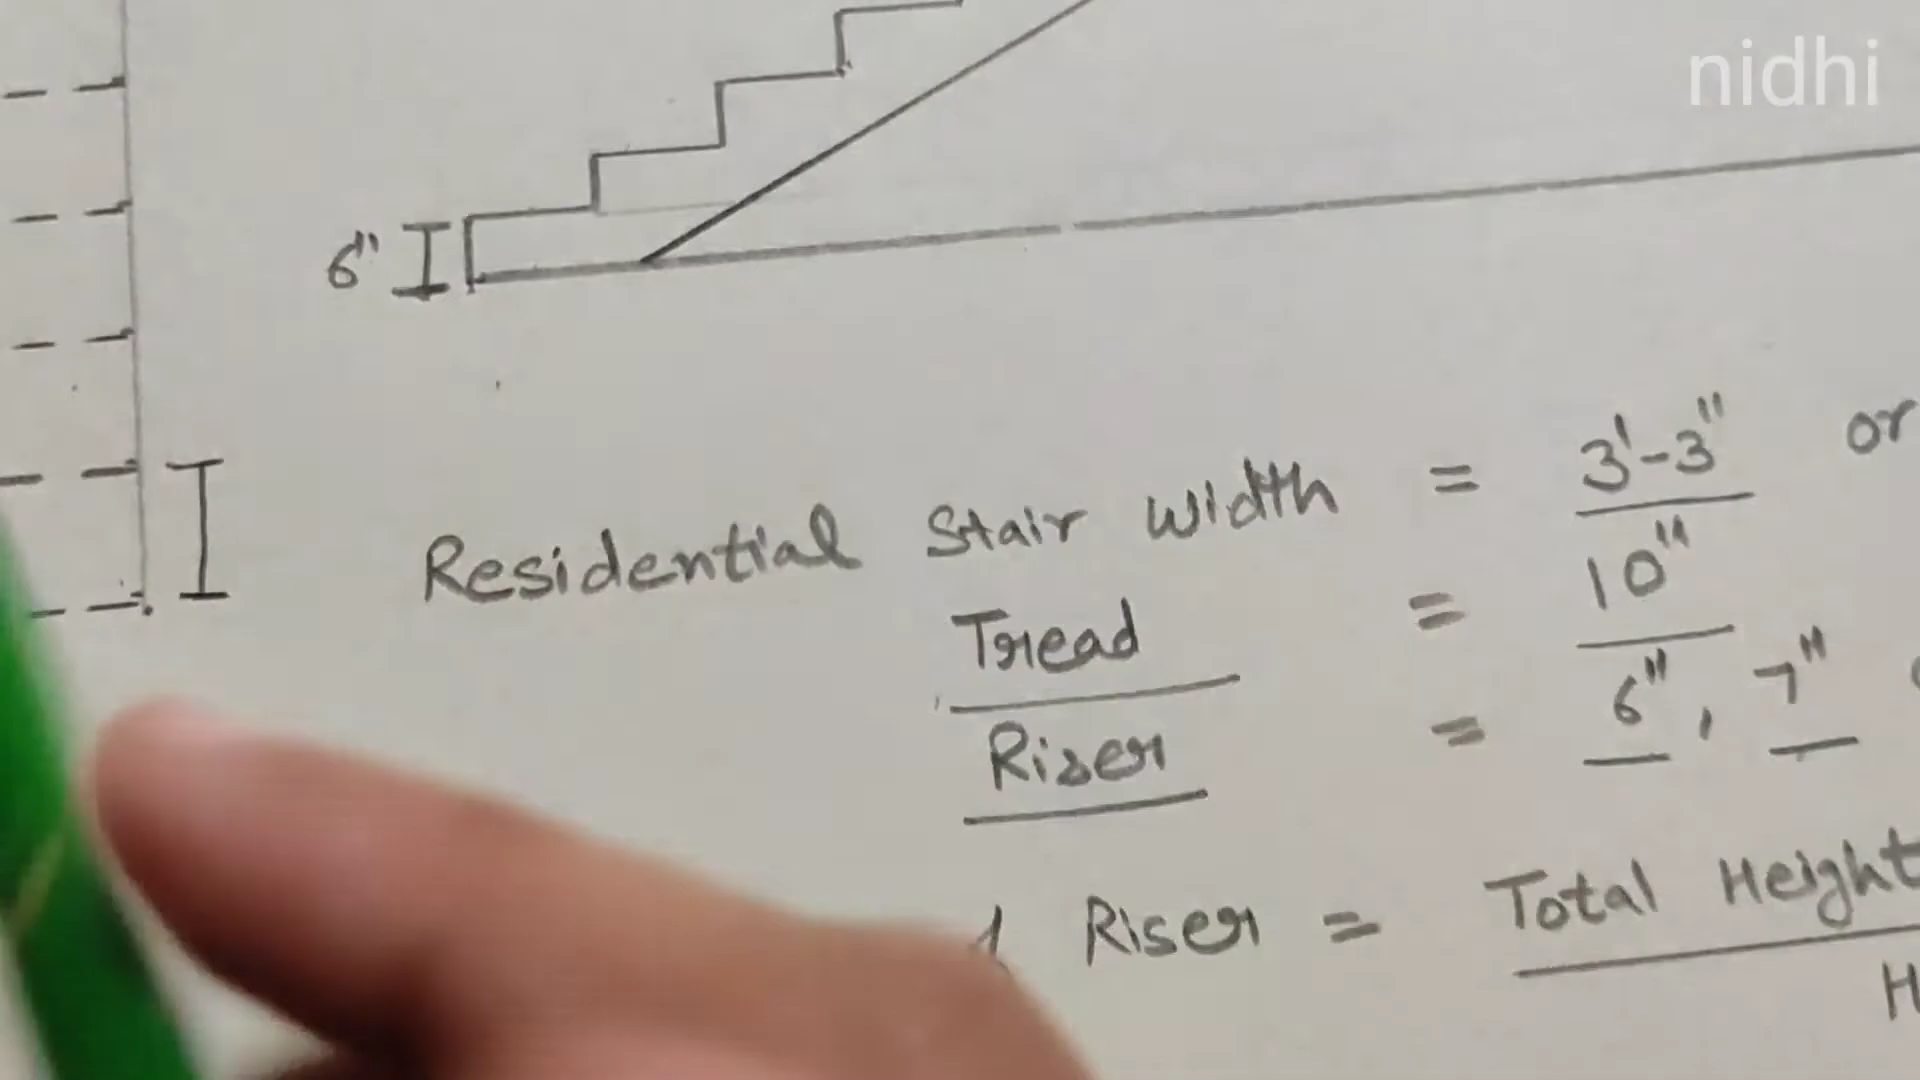 nidhi
6"
Residential Stair Width = 3'-3" or
Tread = 10"
Riser = 6", 7"
Riser = Total Height
H